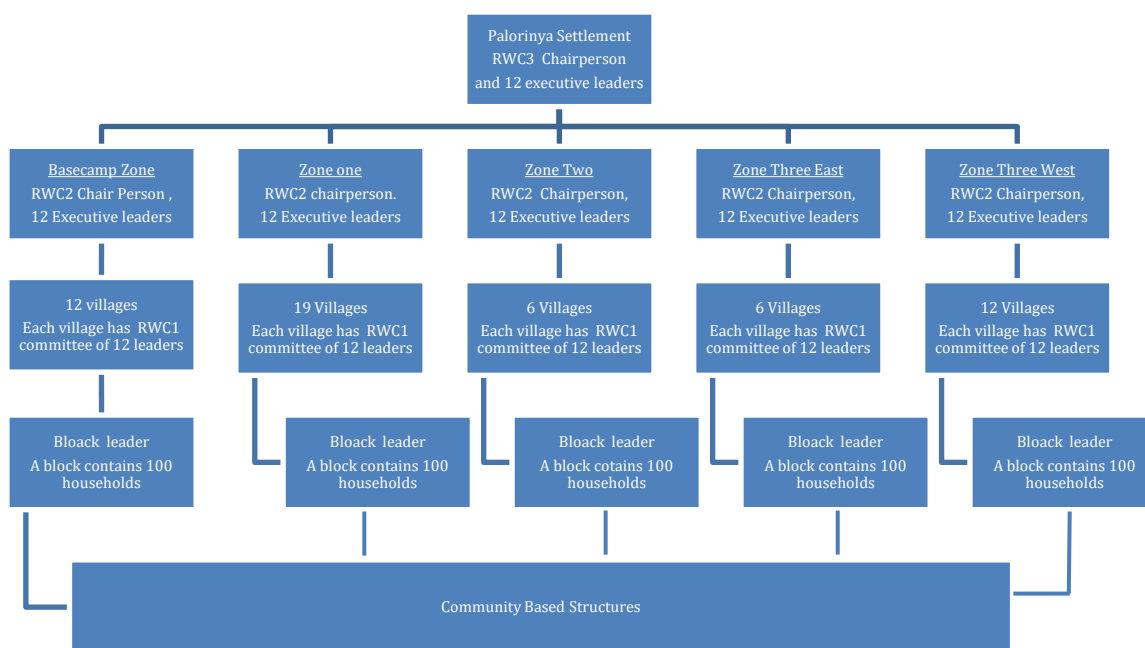 Palorinya Settlement
RWC3 Chairperson
and 12 executive leaders
Basecamp Zone
RWC2 Chair Person ,
12 Executive leaders
Zone one
RWC2 chairperson.
12 Executive leaders
Zone Two
RWC2 Chairperson,
12 Executive leaders
Zone Three East
RWC2 Chairperson,
12 Executive leaders
Zone Three West
RWC2 Chairperson,
12 Executive leaders
12 villages
Each village has RWC1
committee of 12 leaders
19 Villages
Each village has RWC1
committee of 12 leaders
6 Villages
Each village has RWC1
committee of 12 leaders
6 Villages
Each village has RWC1
committee of 12 leaders
12 Villages
Each village has RWC1
committee of 12 leaders
Bloack leader
A block contains 100
households
Bloack leader
A block contains 100
households
Bloack leader
A block contains 100
households
Bloack leader
A block contains 100
households
Bloack leader
A block contains 100
households
Community Based Structures